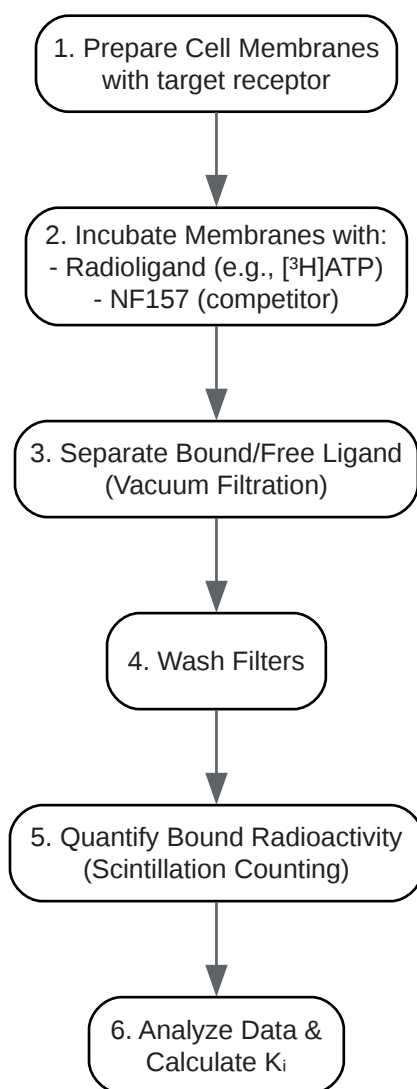 1. Prepare Cell Membranes
with target receptor
2. Incubate Membranes with:
- Radioligand (e.g., [³H]ATP)
- NF157 (competitor)
3. Separate Bound/Free Ligand
(Vacuum Filtration)
4. Wash Filters
5. Quantify Bound Radioactivity
(Scintillation Counting)
6. Analyze Data &
Calculate Kᵢ